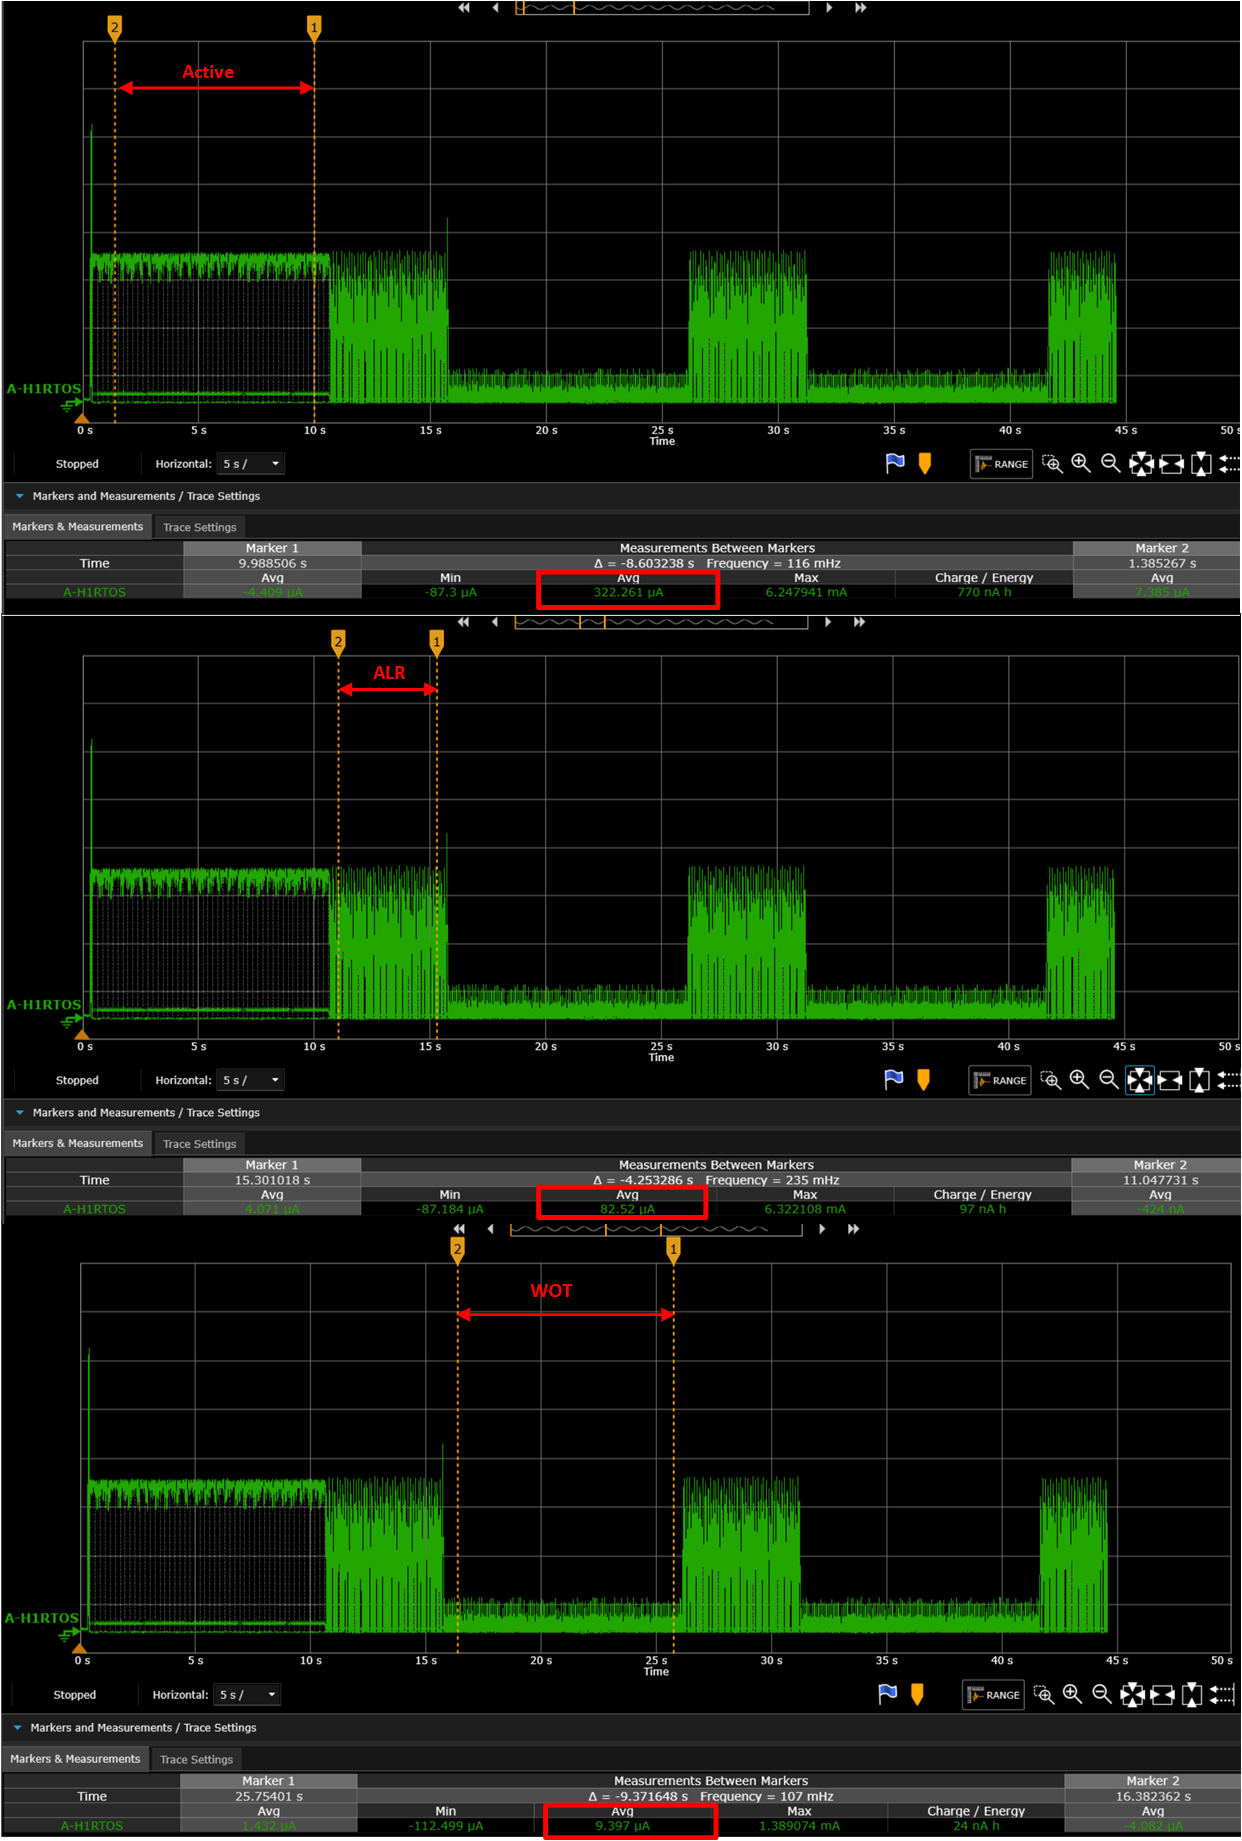 2 1
Active
A-H1RTOS
0 s 5 s 10 s 15 s 20 s 25 s 30 s 35 s 40 s 45 s 50 s
Time
Stopped Horizontal: 5 s / RANGE
Markers and Measurements / Trace Settings
Markers & Measurements Trace Settings
Marker 1 Measurements Between Markers Marker 2
Time 9.988506 s Δ = -8.603238 s Frequency = 116 mHz 1.385267 s
Avg Min Avg Max Charge / Energy Avg
A-H1RTOS -4.409 µA -87.3 µA 322.261 µA 6.247941 mA 770 nA h 7.385 µA
2 1
ALR
A-H1RTOS
0 s 5 s 10 s 15 s 20 s 25 s 30 s 35 s 40 s 45 s 50 s
Time
Stopped Horizontal: 5 s / RANGE
Markers and Measurements / Trace Settings
Markers & Measurements Trace Settings
Marker 1 Measurements Between Markers Marker 2
Time 15.301018 s Δ = -4.253286 s Frequency = 235 mHz 11.047731 s
Avg Min Avg Max Charge / Energy Avg
A-H1RTOS 4.071 µA -87.184 µA 82.52 µA 6.322108 mA 97 nA h -424 nA
2 1
WOT
A-H1RTOS
0 s 5 s 10 s 15 s 20 s 25 s 30 s 35 s 40 s 45 s 50 s
Time
Stopped Horizontal: 5 s / RANGE
Markers and Measurements / Trace Settings
Markers & Measurements Trace Settings
Marker 1 Measurements Between Markers Marker 2
Time 25.75401 s Δ = -9.371648 s Frequency = 107 mHz 16.382362 s
Avg Min Avg Max Charge / Energy Avg
A-H1RTOS 1.432 µA -112.499 µA 9.397 µA 1.389074 mA 24 nA h -4.082 µA